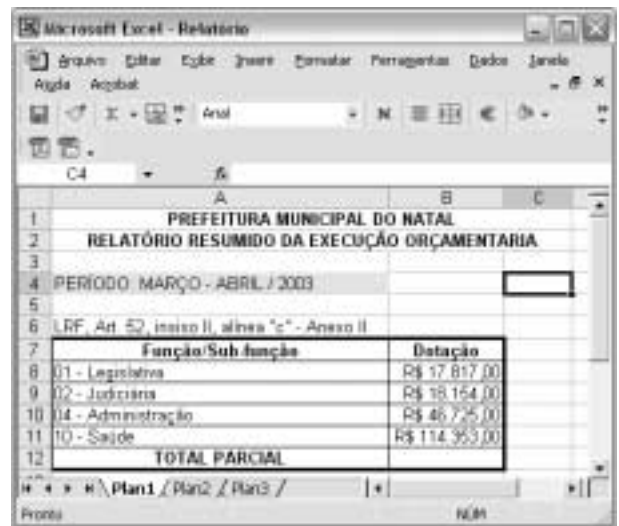 Microsoft Excel - Relatório
Arquivo Editar Exibir Inserir Formatar Ferramentas Dados Janela
Ajuda Acrobat
Arial N €
C4 fx
A B C
1 PREFEITURA MUNICIPAL DO NATAL
2 RELATÓRIO RESUMIDO DA EXECUÇÃO ORÇAMENTARIA
3
4 PERÍODO: MARÇO - ABRIL / 2003
5
6 LRF, Art. 52, inciso II, alínea "c" - Anexo II
7 Função/Sub-função Dotação
8 01 - Legislativa R$ 17.817,00
9 02 - Judiciária R$ 18.164,00
10 04 - Administração R$ 46.725,00
11 10 - Saúde R$ 114.353,00
12 TOTAL PARCIAL
Plan1 / Plan2 / Plan3 /
Pronto NÚM